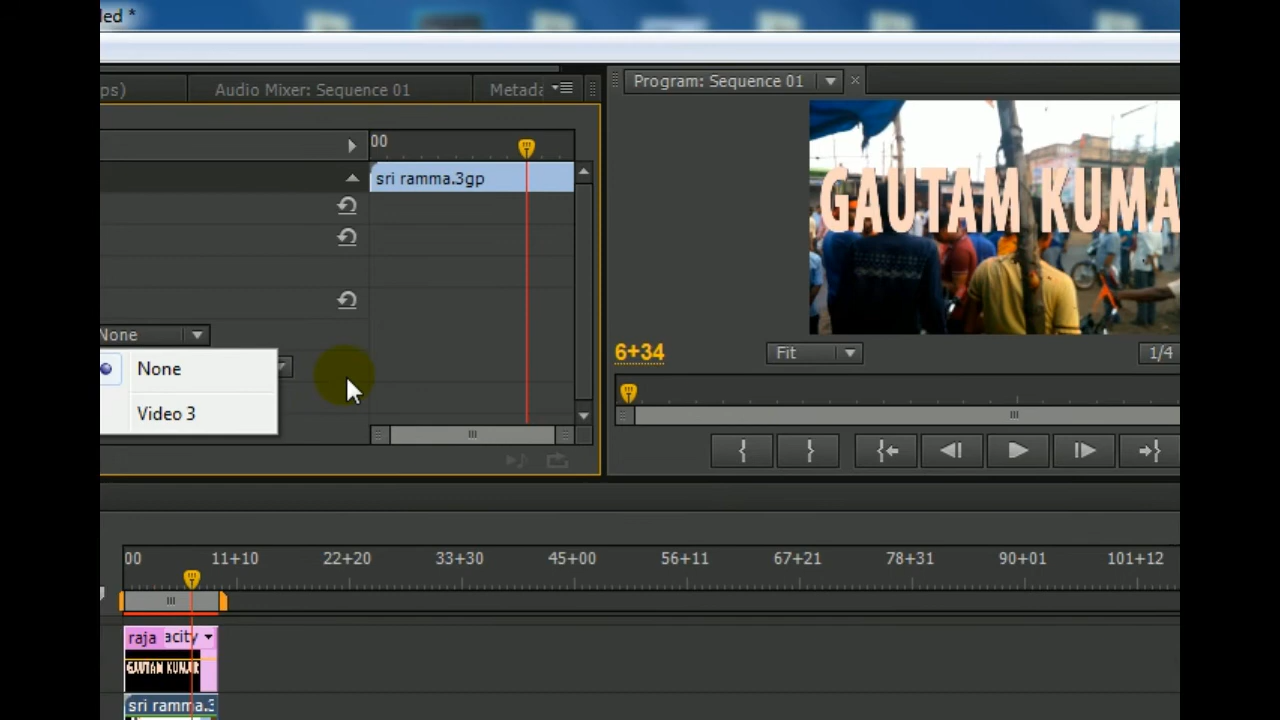 led *
ps)
Audio Mixer: Sequence 01
Metada
Program: Sequence 01
00
sri ramma.3gp
GAUTAM KUMA
None
None
Video 3
6+34
Fit
1/4
00 11+10 22+20 33+30 45+00 56+11 67+21 78+31 90+01 101+12
raja acity
GAUTAM KUMAR
sri ramma.3